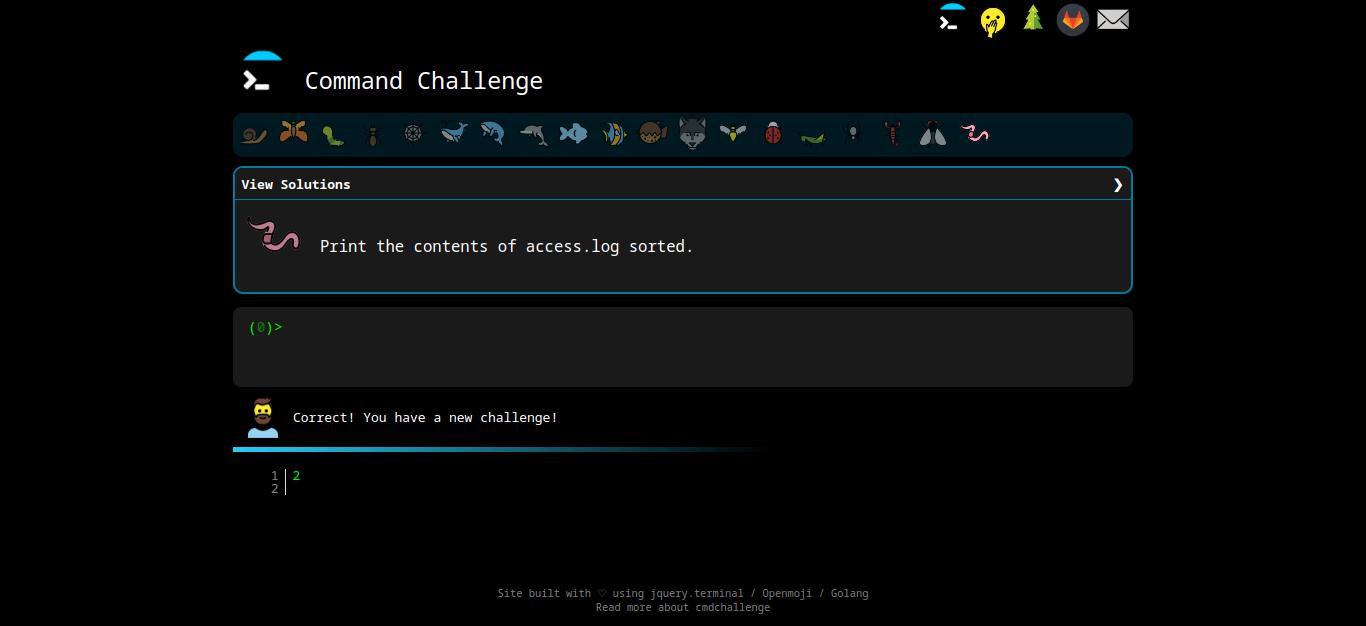 Command Challenge
View Solutions ❯
Print the contents of access.log sorted.
(0)>
Correct! You have a new challenge!
1 2
2
Site built with ♡ using jquery.terminal / Openmoji / Golang
Read more about cmdchallenge